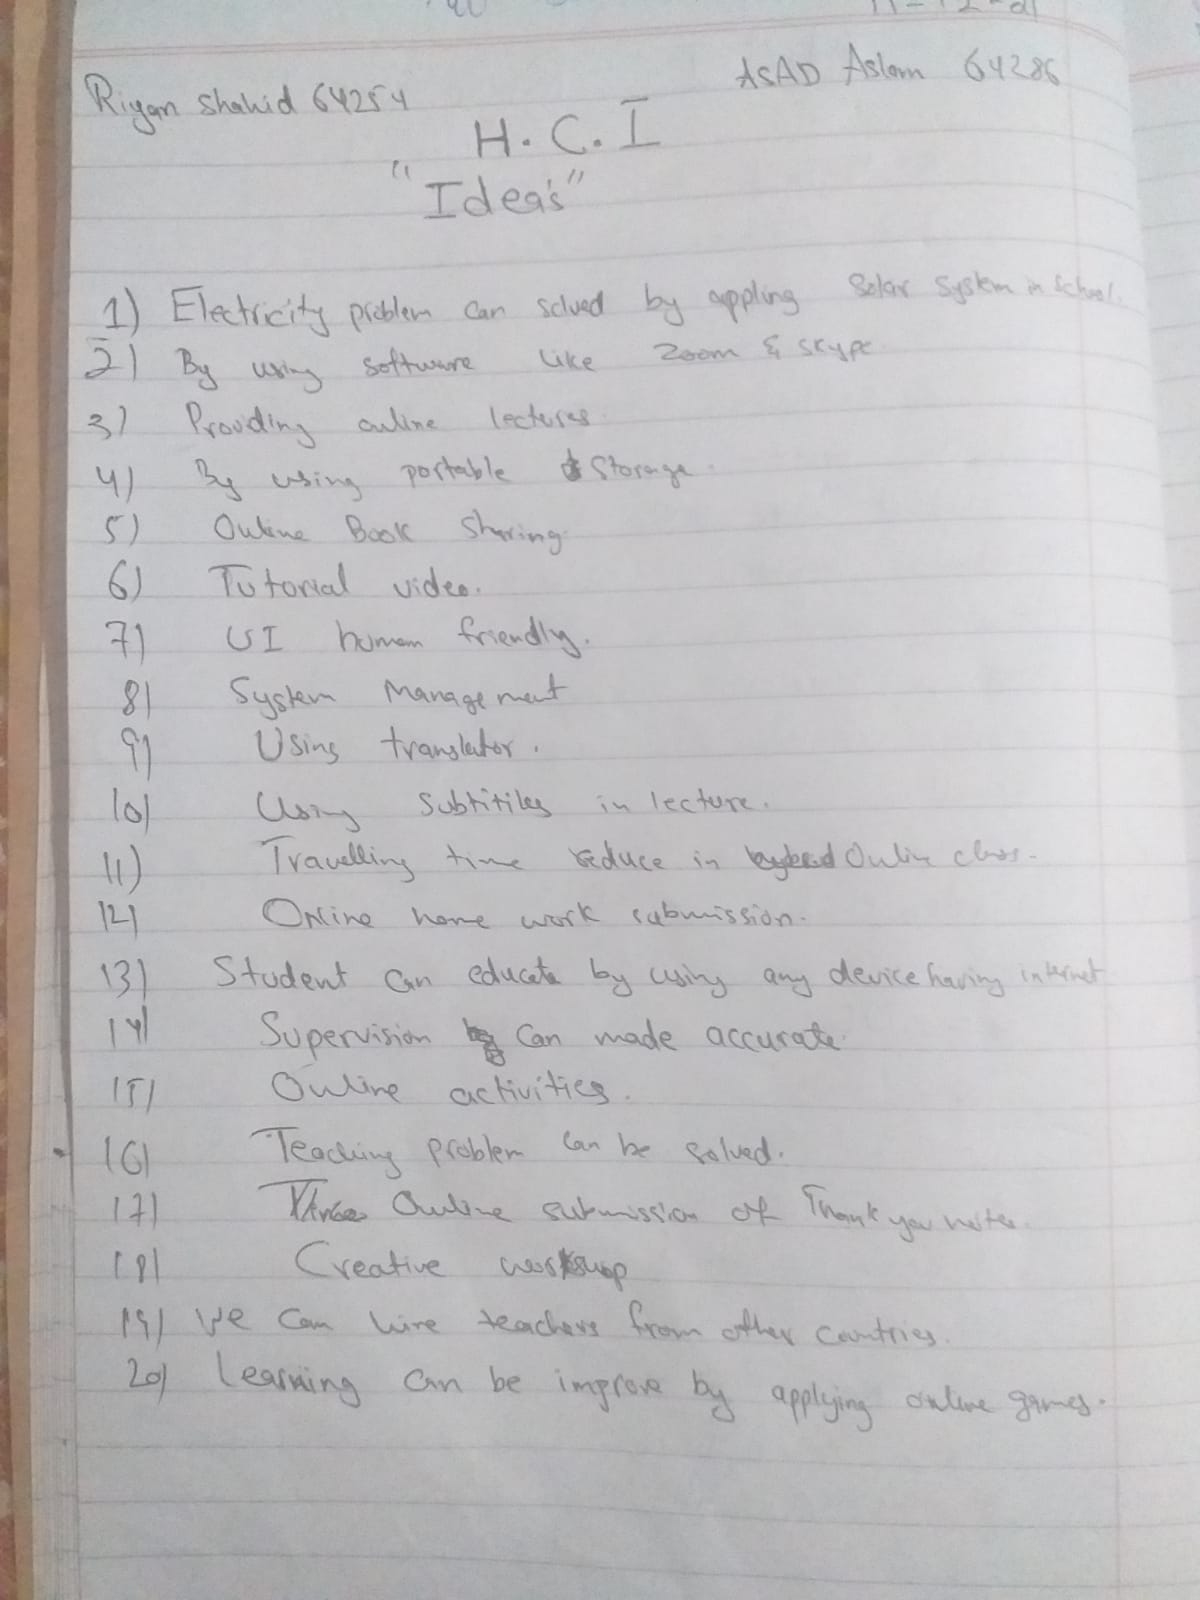 Riyan Shahid 64254
ASAD Aslam 64286
H.C.I
"Idea's"
1) Electricity problem can solved by appling Solar System in School.
2) By using software like Zoom & Skype
3) Providing online lectures.
4) By using portable Storage.
5) Online Book Sharing.
6) Tutorial video.
7) UI human friendly.
8) System Management
9) Using translator.
10) Using Subtitiles in lecture.
11) Travelling time reduce in Online class.
12) Online home work submission.
13) Student can educate by using any device having internet
14) Supervision can made accurate.
15) Online activities.
16) Teaching problem can be solved.
17) Online submission of Thank you notes.
18) Creative
19) We can hire teachers from other countries.
20) Learning can be improve by applying online games.